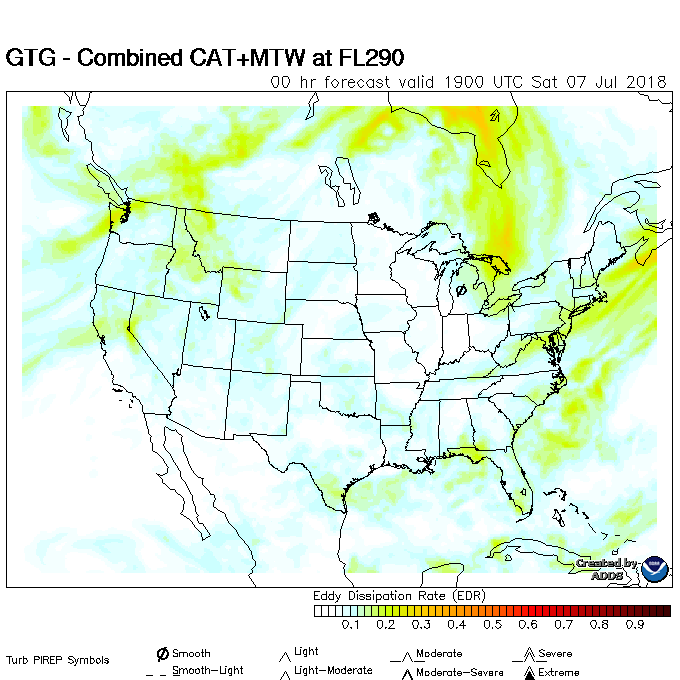 GTG - Combined CAT+MTW at FL290
00 hr forecast valid 1900 UTC Sat 07 Jul 2018
Created by
ADDS
NOAA
Eddy Dissipation Rate (EDR)
0.1 0.2 0.3 0.4 0.5 0.6 0.7 0.8 0.9
Turb PIREP Symbols
Smooth Light Moderate Severe
Smooth-Light Light-Moderate Moderate-Severe Extreme